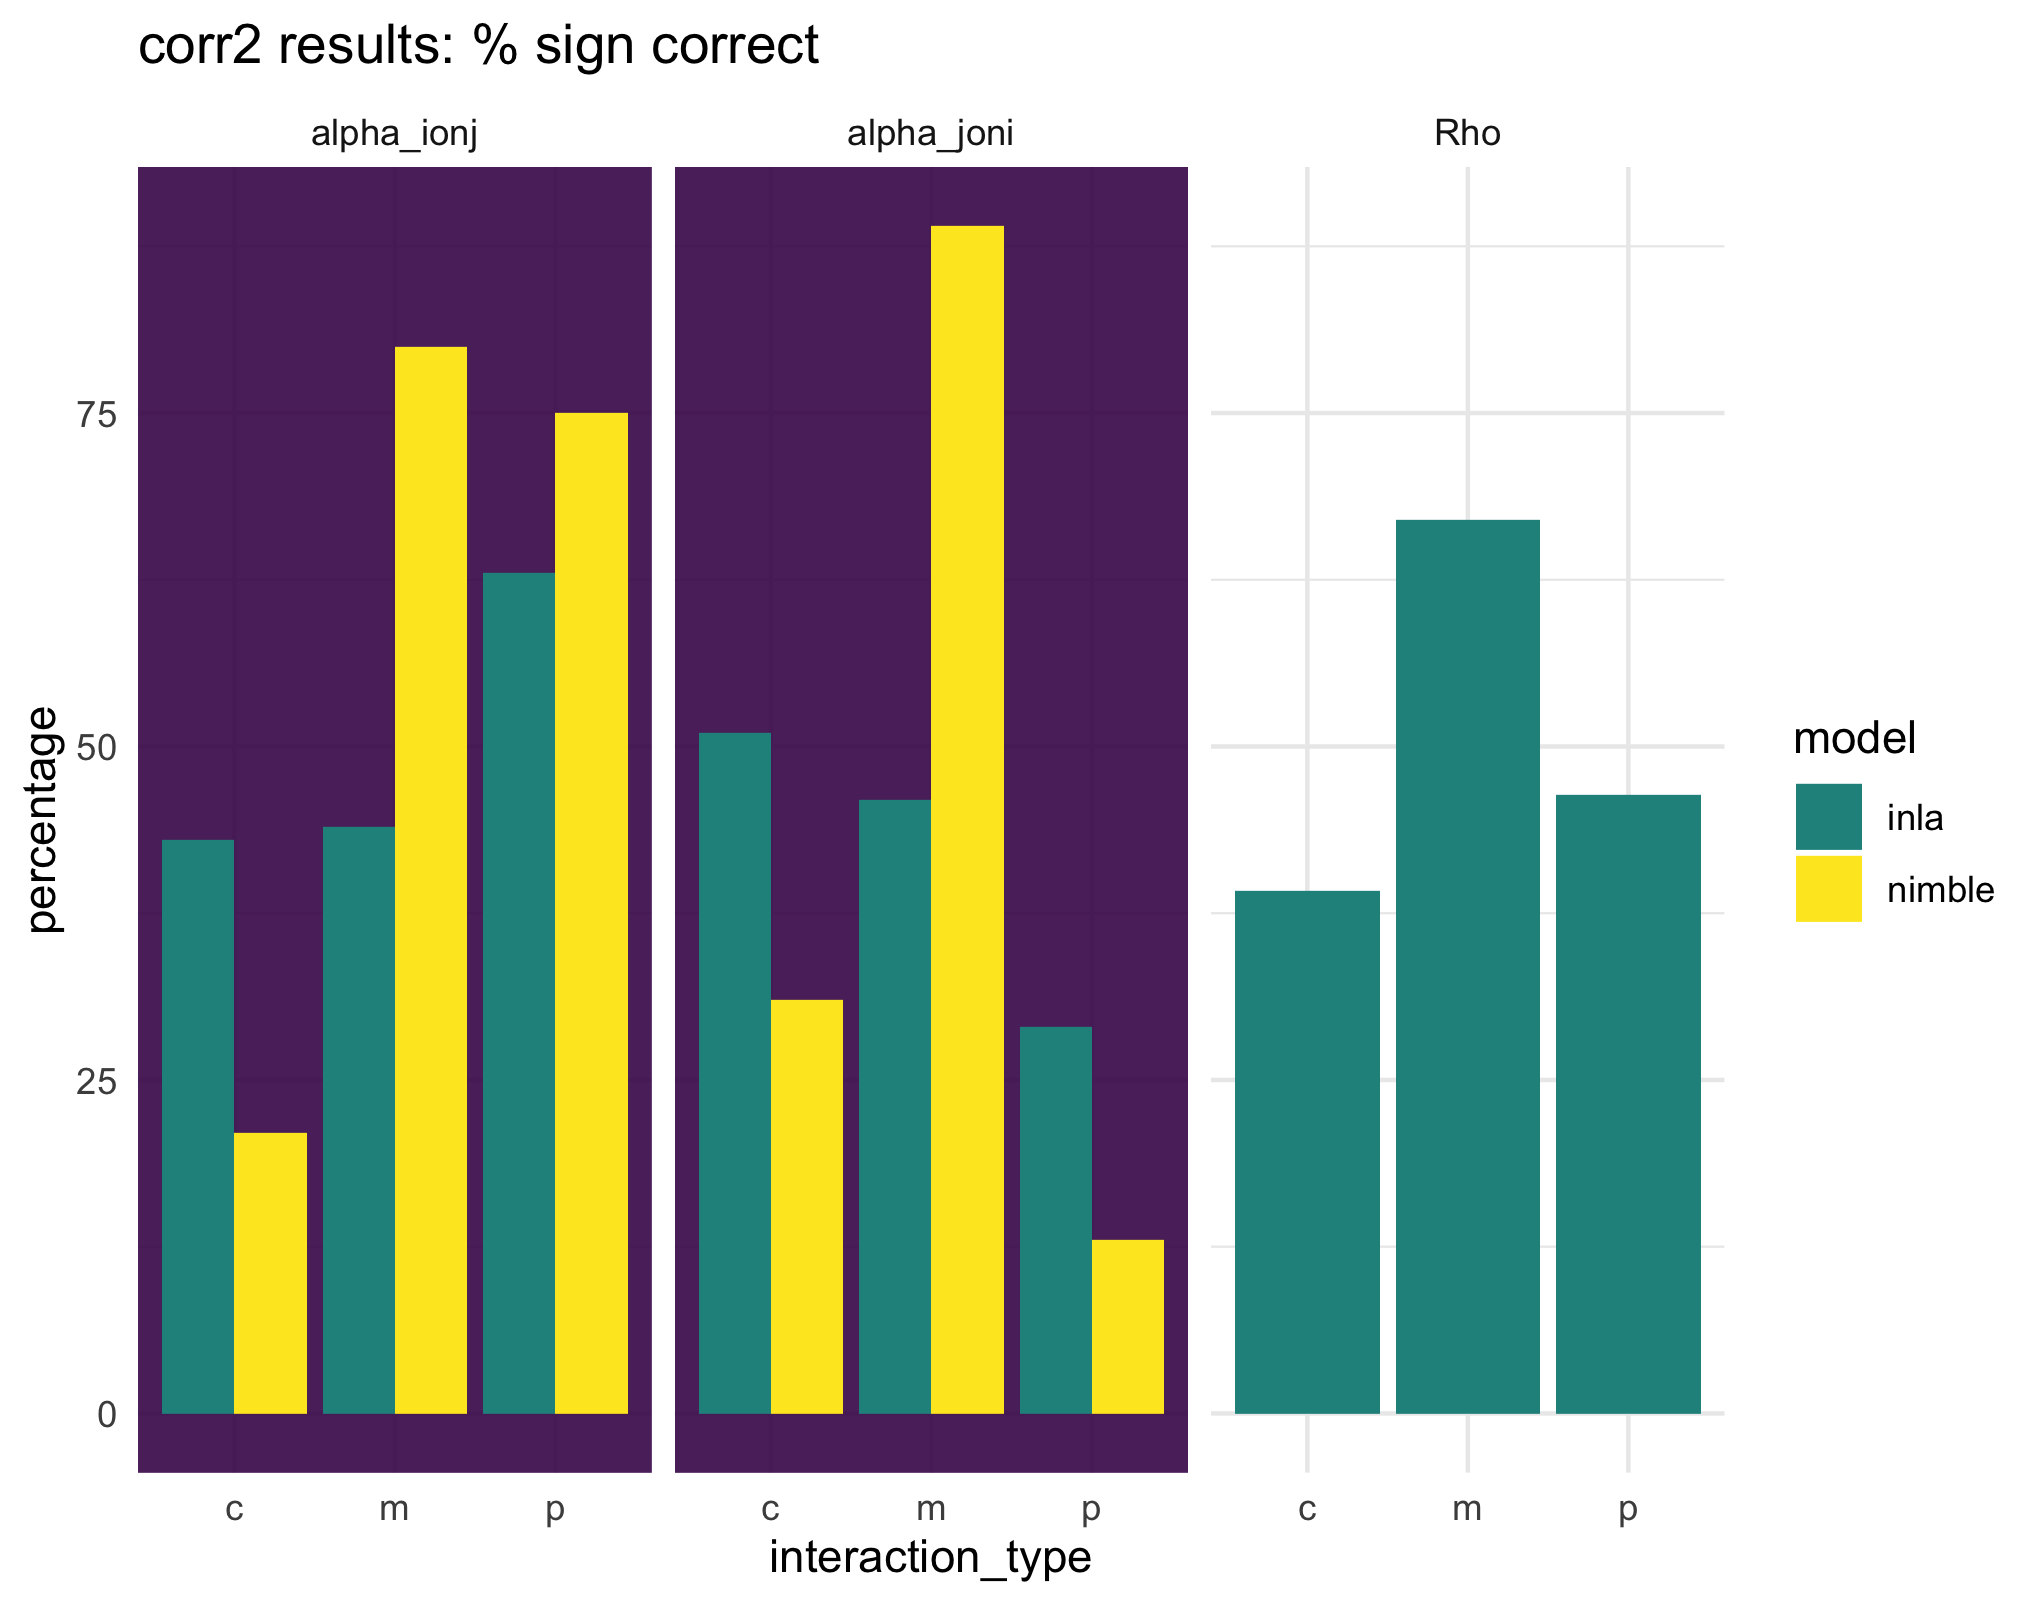 corr2 results: % sign correct
alpha_ionj
alpha_joni
Rho
percentage
75
50
25
0
c
m
p
c
m
p
c
m
p
interaction_type
model
inla
nimble